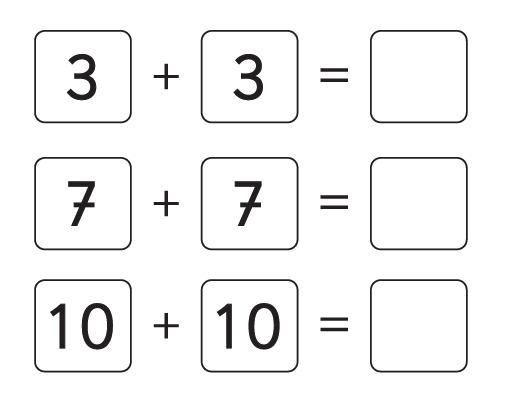 3 + 3 =
7 + 7 =
10 + 10 =